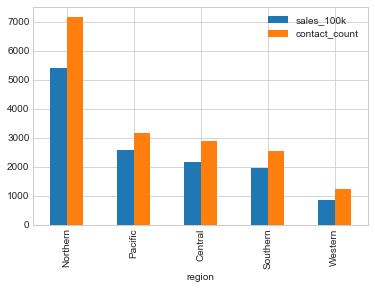 sales_100k
contact_count
7000
6000
5000
4000
3000
2000
1000
0
Northern
Pacific
Central
Southern
Western
region